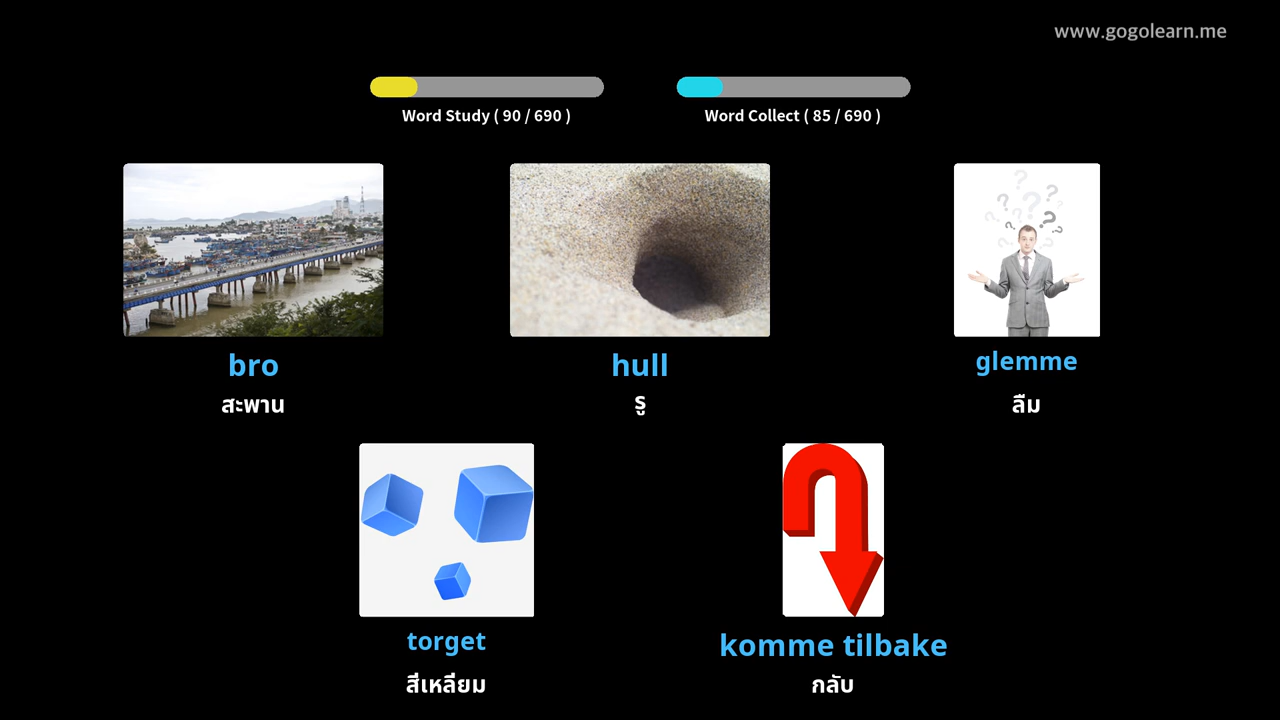 www.gogolearn.me
Word Study ( 90 / 690 )
Word Collect ( 85 / 690 )
bro
สะพาน
hull
รู
glemme
ลืม
torget
สีเหลียม
komme tilbake
กลับ